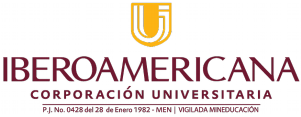 IBEROAMERICANA
CORPORACIÓN UNIVERSITARIA
P.J. No. 0428 del 28 de Enero 1982 - MEN | VIGILADA MINEDUCACIÓN